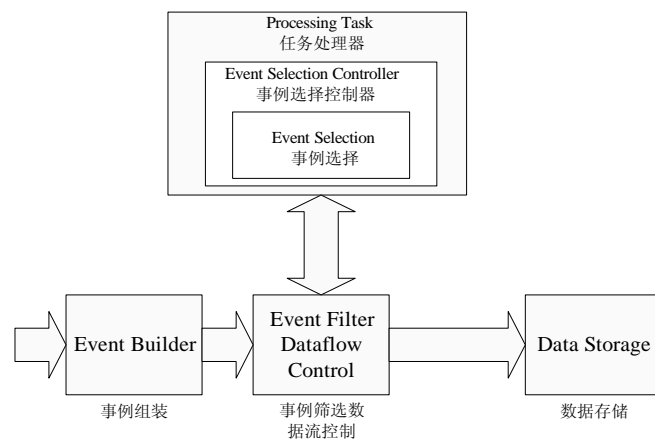 Processing Task
任务处理器
Event Selection Controller
事例选择控制器
Event Selection
事例选择
Event Builder
Event Filter
Dataflow
Control
Data Storage
事例组装
事例筛选数
据流控制
数据存储